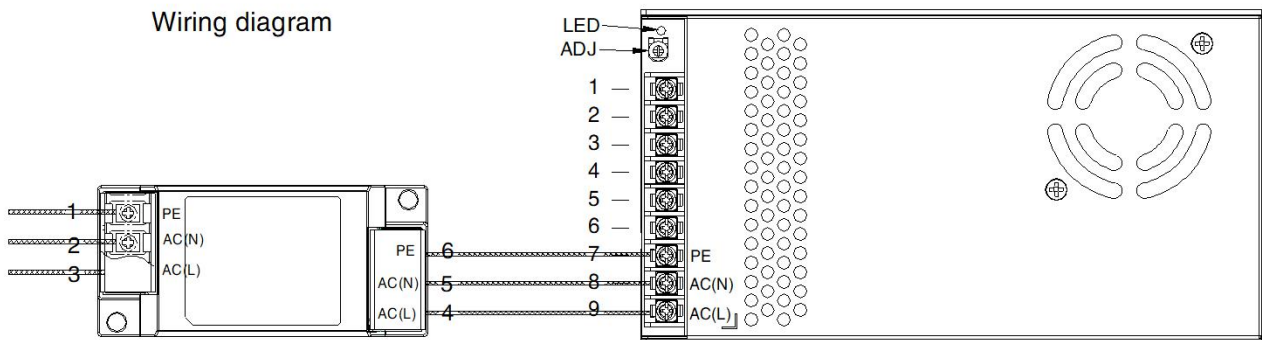 Wiring diagram
LED
ADJ
1
2
3
4
5
6
1 PE
2 AC(N)
3 AC(L)
PE 6 7 PE
AC(N) 5 8 AC(N)
AC(L) 4 9 AC(L)